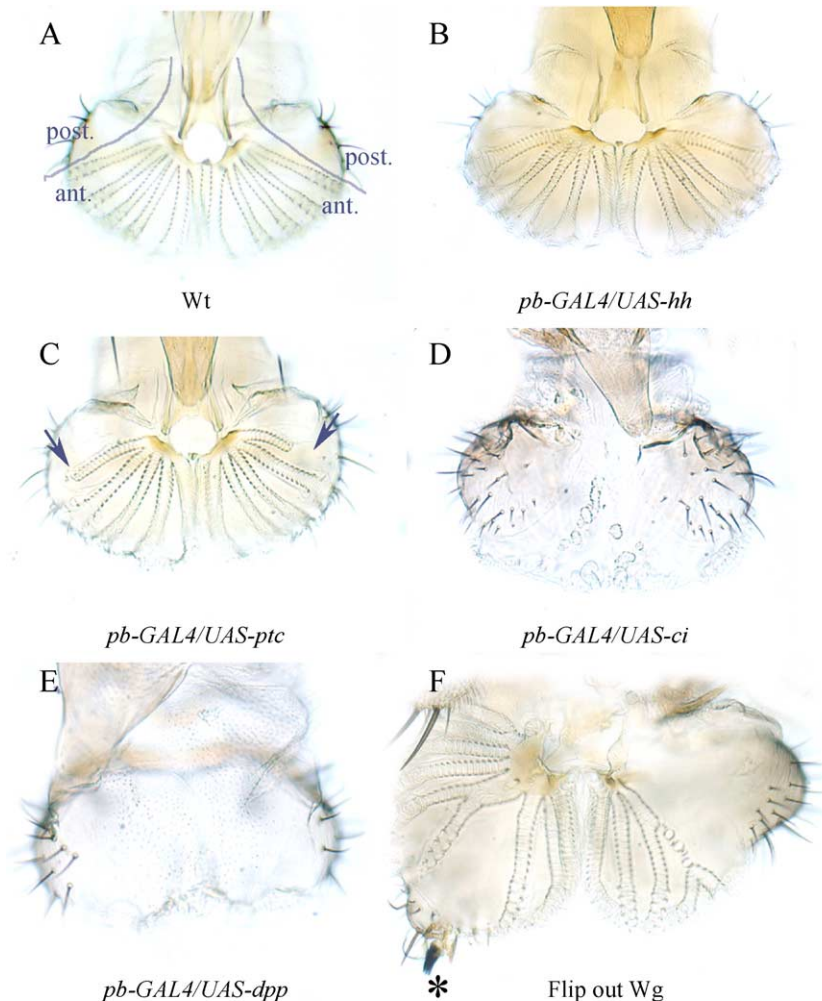 A
B
post.
post.
ant.
ant.
Wt
pb-GAL4/UAS-hh
C
D
pb-GAL4/UAS-ptc
pb-GAL4/UAS-ci
E
F
pb-GAL4/UAS-dpp
* Flip out Wg